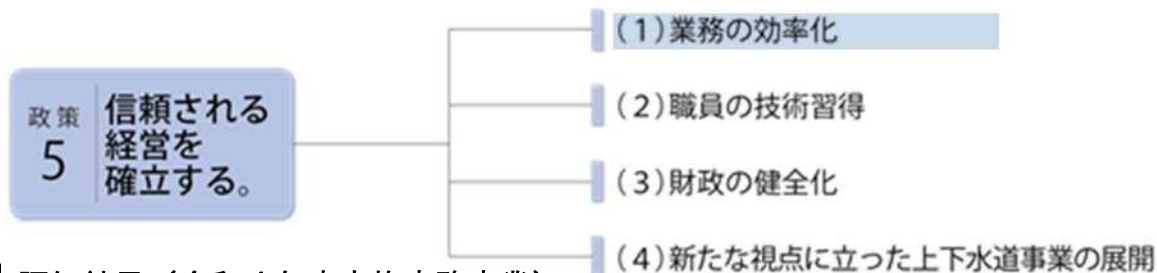 政策
5
信頼される
経営を
確立する。
(1)業務の効率化
(2)職員の技術習得
(3)財政の健全化
(4)新たな視点に立った上下水道事業の展開